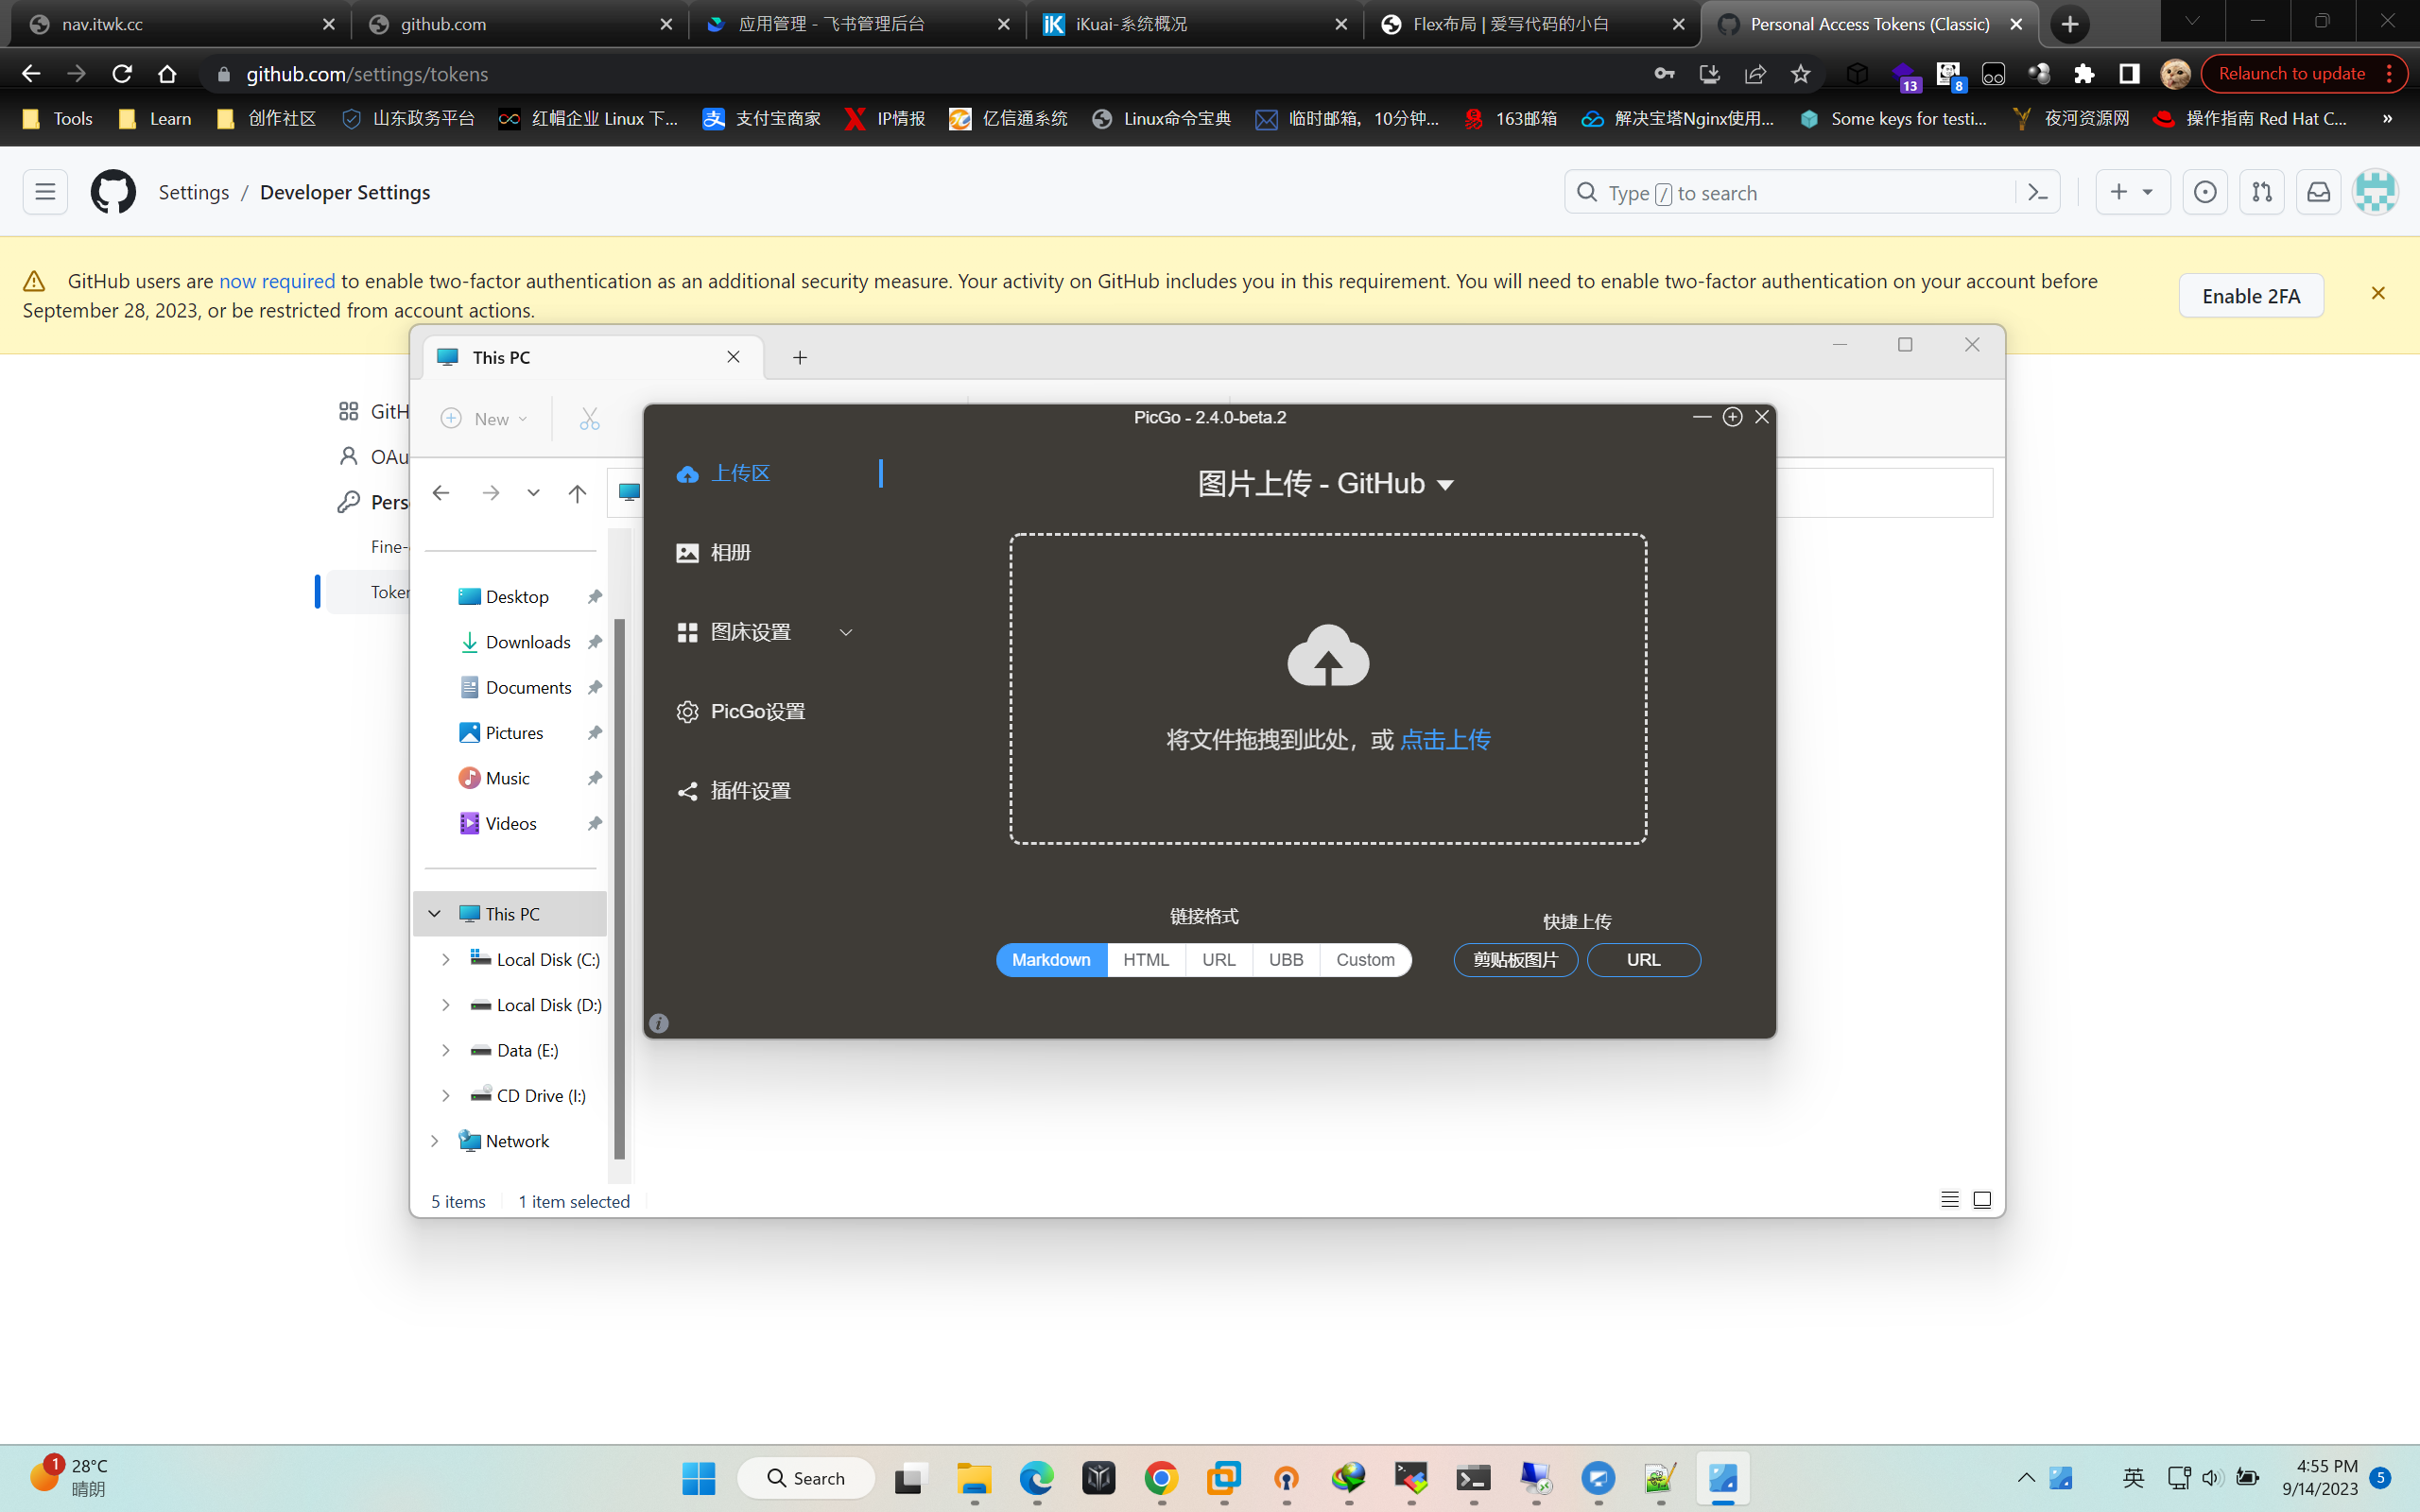 nav.itwk.cc
github.com
应用管理 - 飞书管理后台
iKuai-系统概况
Flex布局 | 爱写代码的小白
Personal Access Tokens (Classic)
github.com/settings/tokens
13
8
Relaunch to update
Tools
Learn
创作社区
山东政务平台
红帽企业 Linux 下...
支付宝商家
IP情报
亿信通系统
Linux命令宝典
临时邮箱，10分钟...
163邮箱
解决宝塔Nginx使用...
Some keys for testi...
夜河资源网
操作指南 Red Hat C...
»
Settings / Developer Settings
Type / to search
GitHub users are now required to enable two-factor authentication as an additional security measure. Your activity on GitHub includes you in this requirement. You will need to enable two-factor authentication on your account before
September 28, 2023, or be restricted from account actions.
Enable 2FA
GitH
OAu
Pers
Fine-
Toker
This PC
New
Desktop
Downloads
Documents
Pictures
Music
Videos
This PC
Local Disk (C:)
Local Disk (D:)
Data (E:)
CD Drive (I:)
Network
5 items
1 item selected
PicGo - 2.4.0-beta.2
上传区
相册
图床设置
PicGo设置
插件设置
图片上传 - GitHub
将文件拖拽到此处，或 点击上传
链接格式
Markdown
HTML
URL
UBB
Custom
快捷上传
剪贴板图片
URL
1
28°C
晴朗
Search
英
4:55 PM
9/14/2023
5